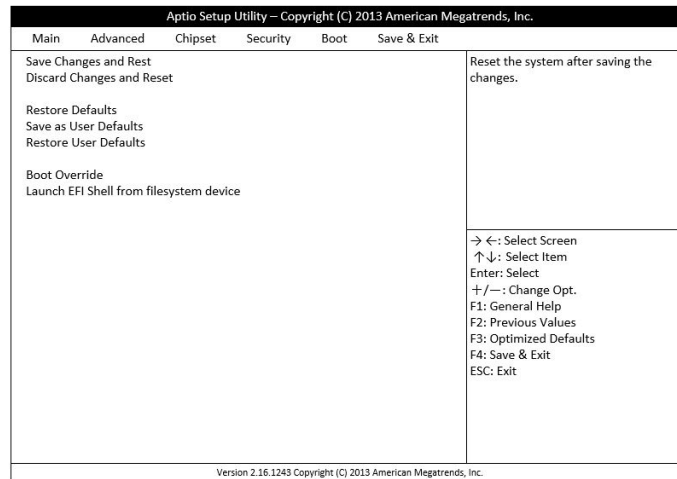 Aptio Setup Utility – Copyright (C) 2013 American Megatrends, Inc.
Main Advanced Chipset Security Boot Save & Exit
Save Changes and Rest
Discard Changes and Reset
Restore Defaults
Save as User Defaults
Restore User Defaults
Boot Override
Launch EFI Shell from filesystem device
Reset the system after saving the
changes.
→ ←: Select Screen
↑↓: Select Item
Enter: Select
+/—: Change Opt.
F1: General Help
F2: Previous Values
F3: Optimized Defaults
F4: Save & Exit
ESC: Exit
Version 2.16.1243 Copyright (C) 2013 American Megatrends, Inc.